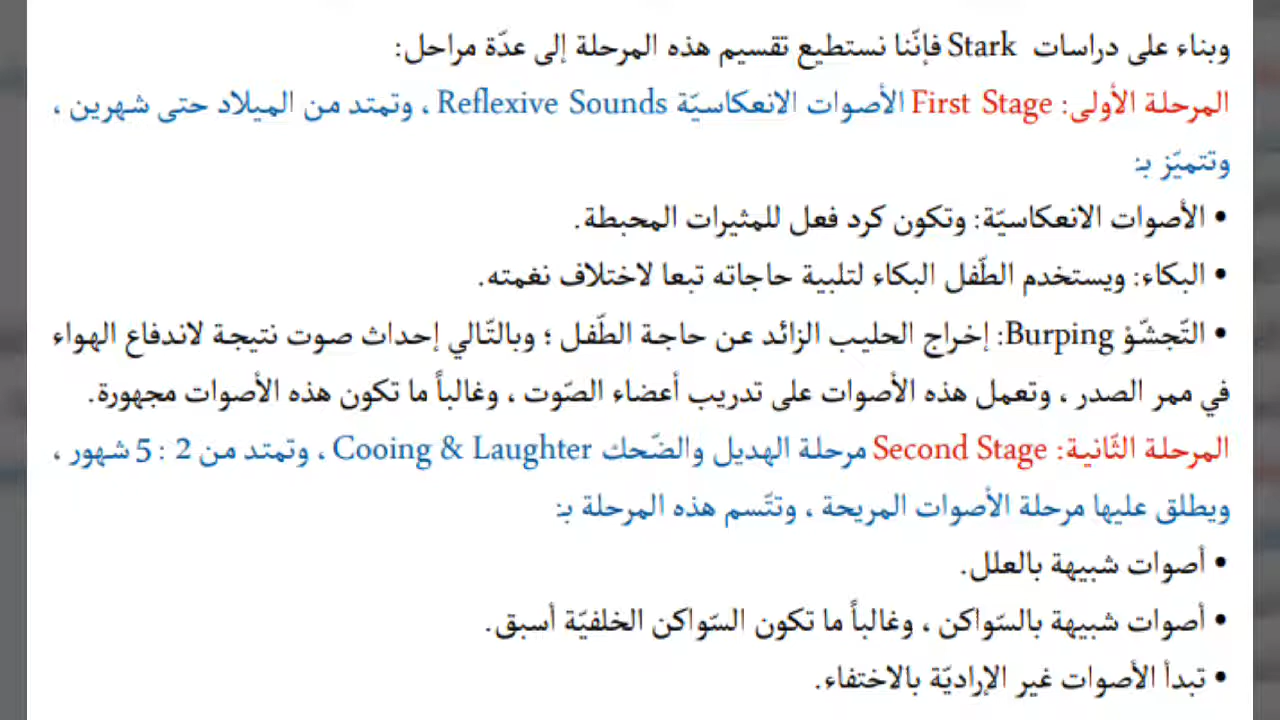 وبناء على دراسات Stark فإنّنا نستطيع تقسيم هذه المرحلة إلى عدّة مراحل:
المرحلة الأولى: First Stage الأصوات الانعكاسيّة Reflexive Sounds ، وتمتد من الميلاد حتى شهرين ،
وتتميّز بـ:
• الأصوات الانعكاسيّة: وتكون كرد فعل للمثيرات المحبطة.
• البكاء: ويستخدم الطّفل البكاء لتلبية حاجاته تبعا لاختلاف نغمته.
• التّجشّؤ Burping: إخراج الحليب الزائد عن حاجة الطّفل ؛ وبالتّالي إحداث صوت نتيجة لاندفاع الهواء
في ممر الصدر ، وتعمل هذه الأصوات على تدريب أعضاء الصّوت ، وغالباً ما تكون هذه الأصوات مجهورة.
المرحلة الثّانية: Second Stage مرحلة الهديل والضّحك Cooing & Laughter ، وتمتد من 2 : 5 شهور ،
ويطلق عليها مرحلة الأصوات المريحة ، وتتّسم هذه المرحلة بـ:
• أصوات شبيهة بالعلل.
• أصوات شبيهة بالسّواكن ، وغالباً ما تكون السّواكن الخلفيّة أسبق.
• تبدأ الأصوات غير الإراديّة بالاختفاء.